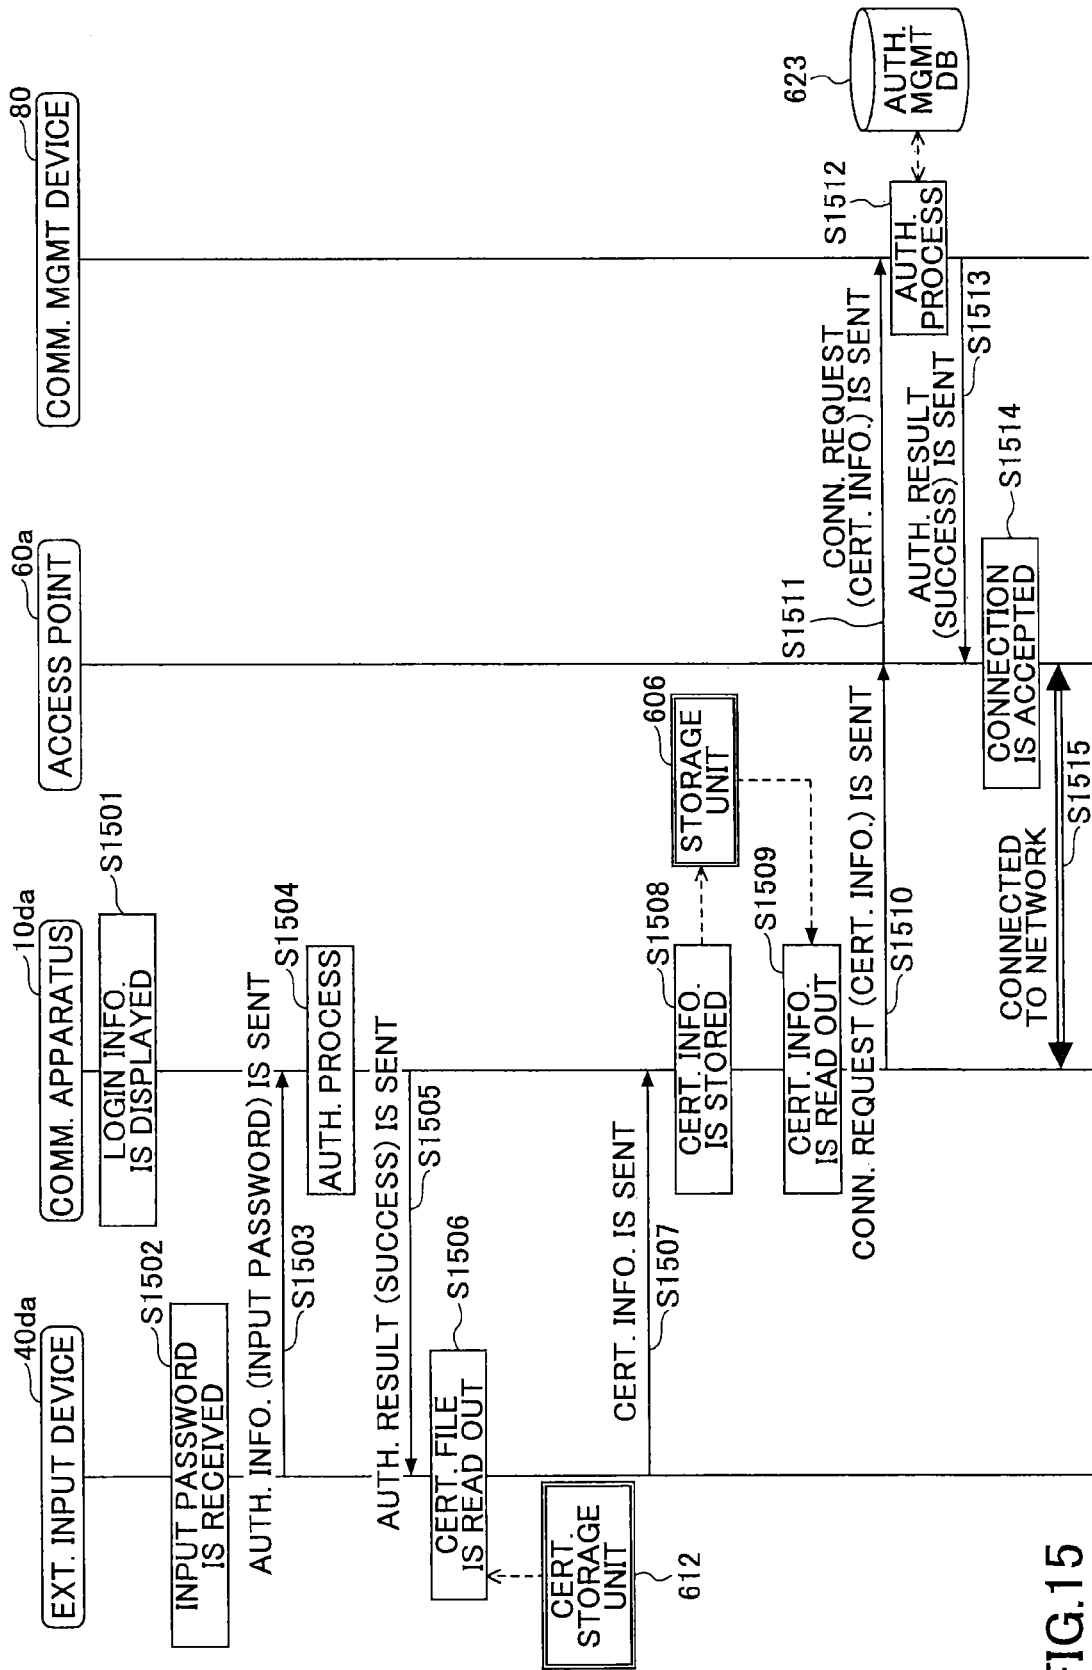 FIG.15
EXT. INPUT DEVICE
40da
COMM. APPARATUS
10da
ACCESS POINT
60a
COMM. MGMT DEVICE
80
LOGIN INFO.
IS DISPLAYED
S1501
INPUT PASSWORD
IS RECEIVED
S1502
AUTH. INFO. (INPUT PASSWORD) IS SENT
S1503
AUTH. PROCESS
S1504
AUTH. RESULT (SUCCESS) IS SENT
S1505
CERT. FILE
IS READ OUT
S1506
CERT.
STORAGE
UNIT
612
CERT. INFO. IS SENT
S1507
CERT. INFO.
IS STORED
S1508
STORAGE
UNIT
606
CERT. INFO.
IS READ OUT
S1509
CONN. REQUEST (CERT. INFO.) IS SENT
S1510
CONN. REQUEST
(CERT. INFO.) IS SENT
S1511
AUTH.
PROCESS
S1512
AUTH.
MGMT
DB
623
AUTH. RESULT
(SUCCESS) IS SENT
S1513
CONNECTION
IS ACCEPTED
S1514
CONNECTED
TO NETWORK
S1515